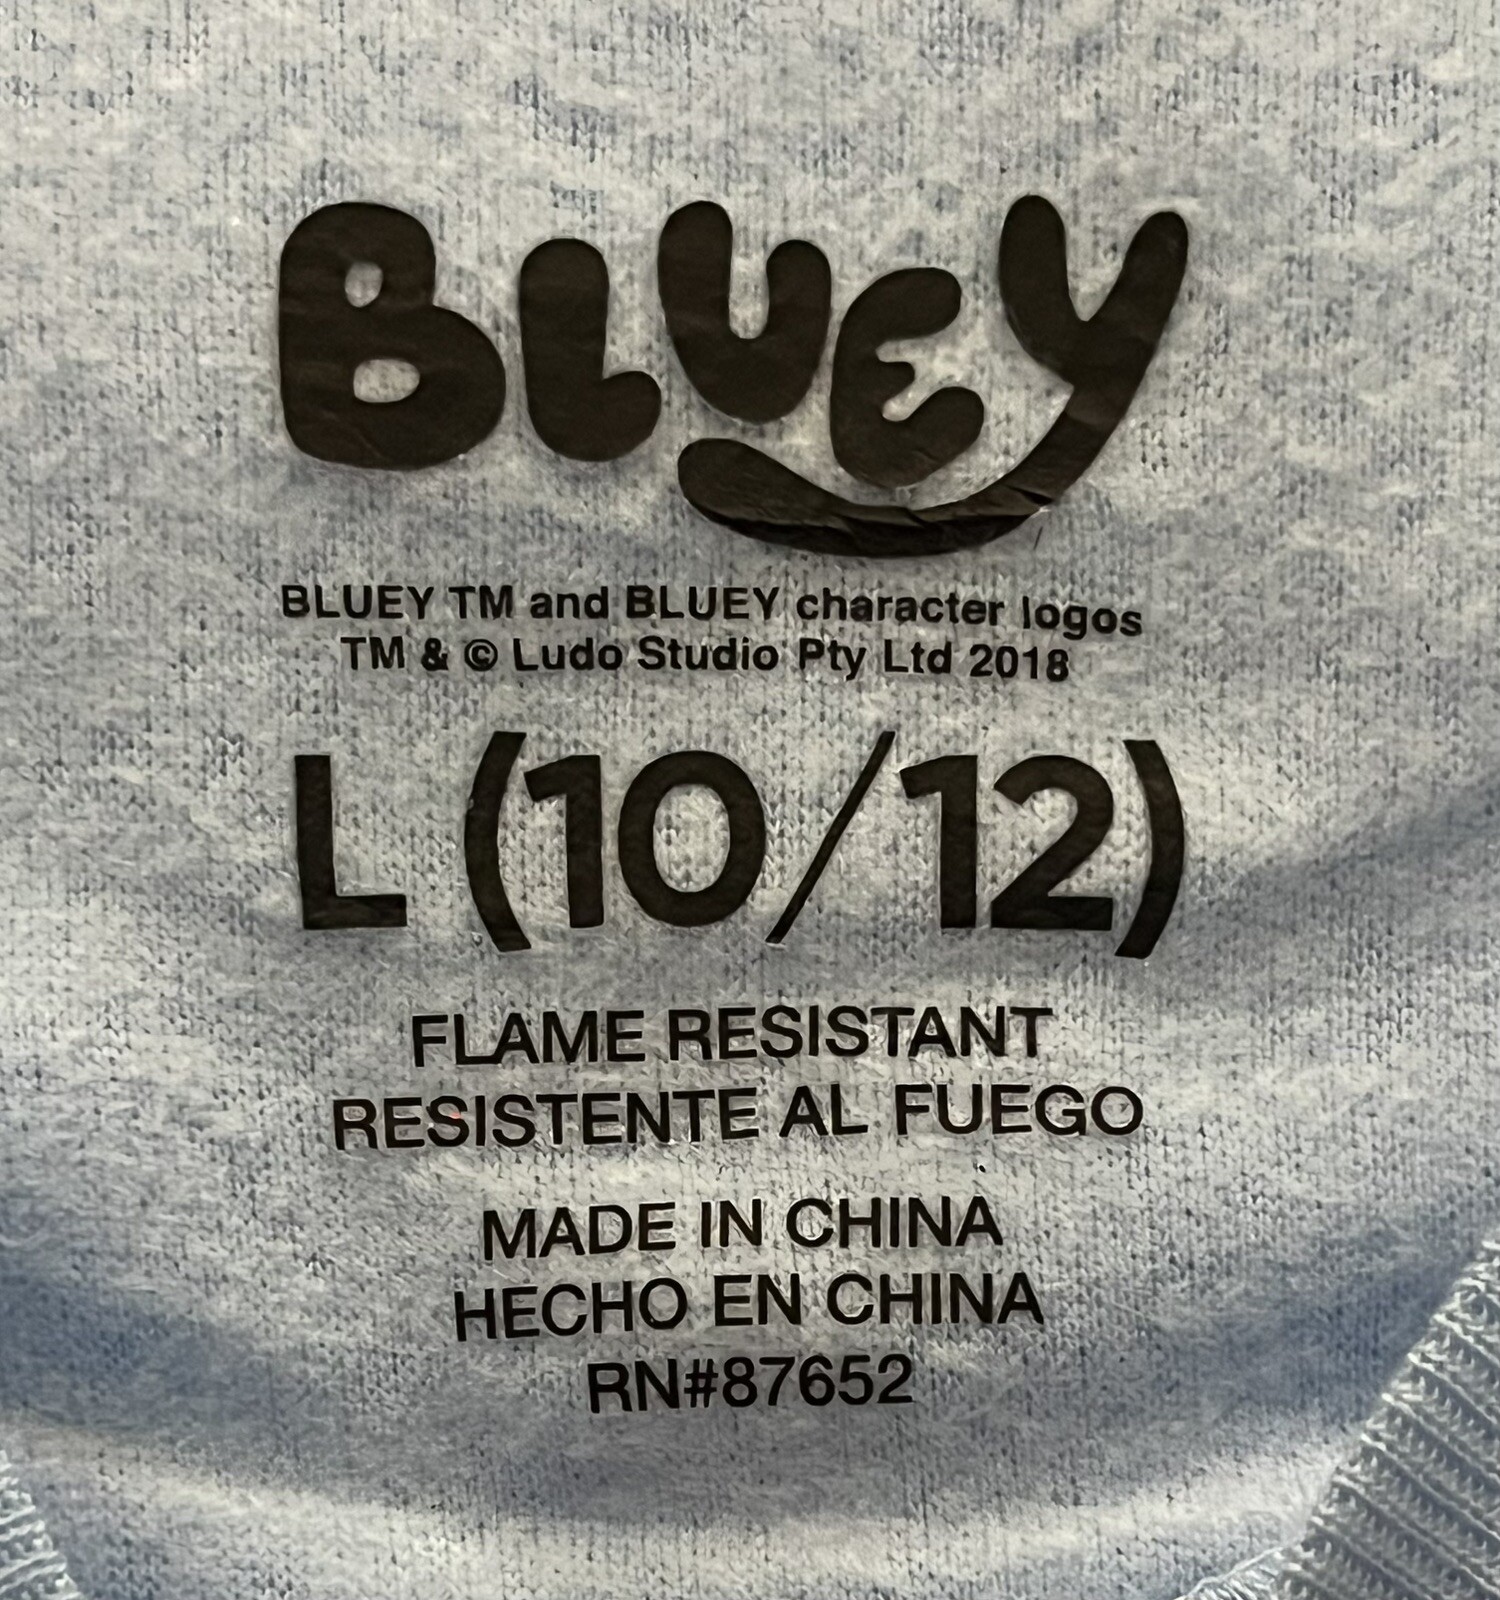 BLUEY
BLUEY TM and BLUEY character logos
TM & © Ludo Studio Pty Ltd 2018
L (10/12)
FLAME RESISTANT
RESISTENTE AL FUEGO
MADE IN CHINA
HECHO EN CHINA
RN#87652